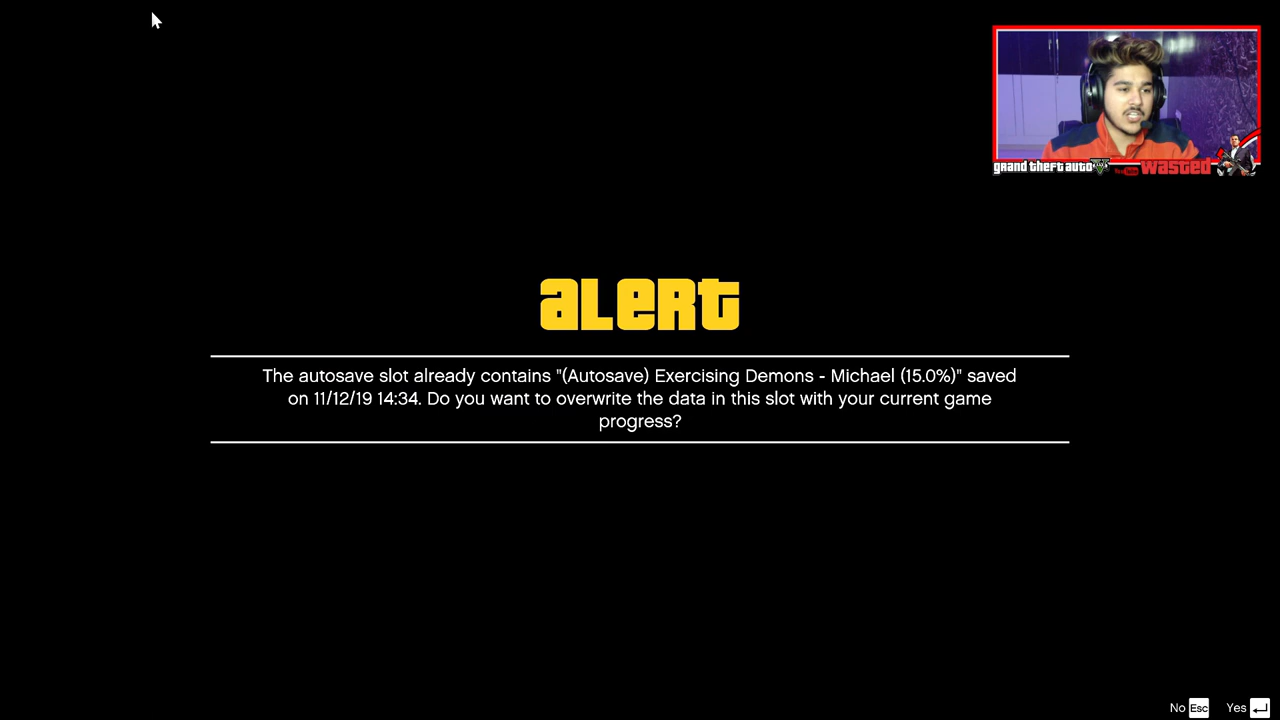 grand theft auto
V
YouTube
wasted
ALERT
The autosave slot already contains "(Autosave) Exercising Demons - Michael (15.0%)" saved
on 11/12/19 14:34. Do you want to overwrite the data in this slot with your current game
progress?
No Esc Yes